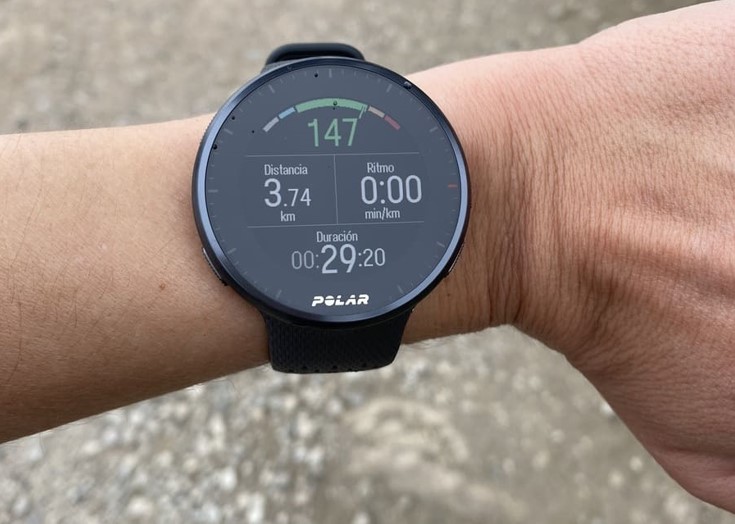 147
Distancia Ritmo
3.74 0:00
km min/km
Duración
00:29:20
POLAR